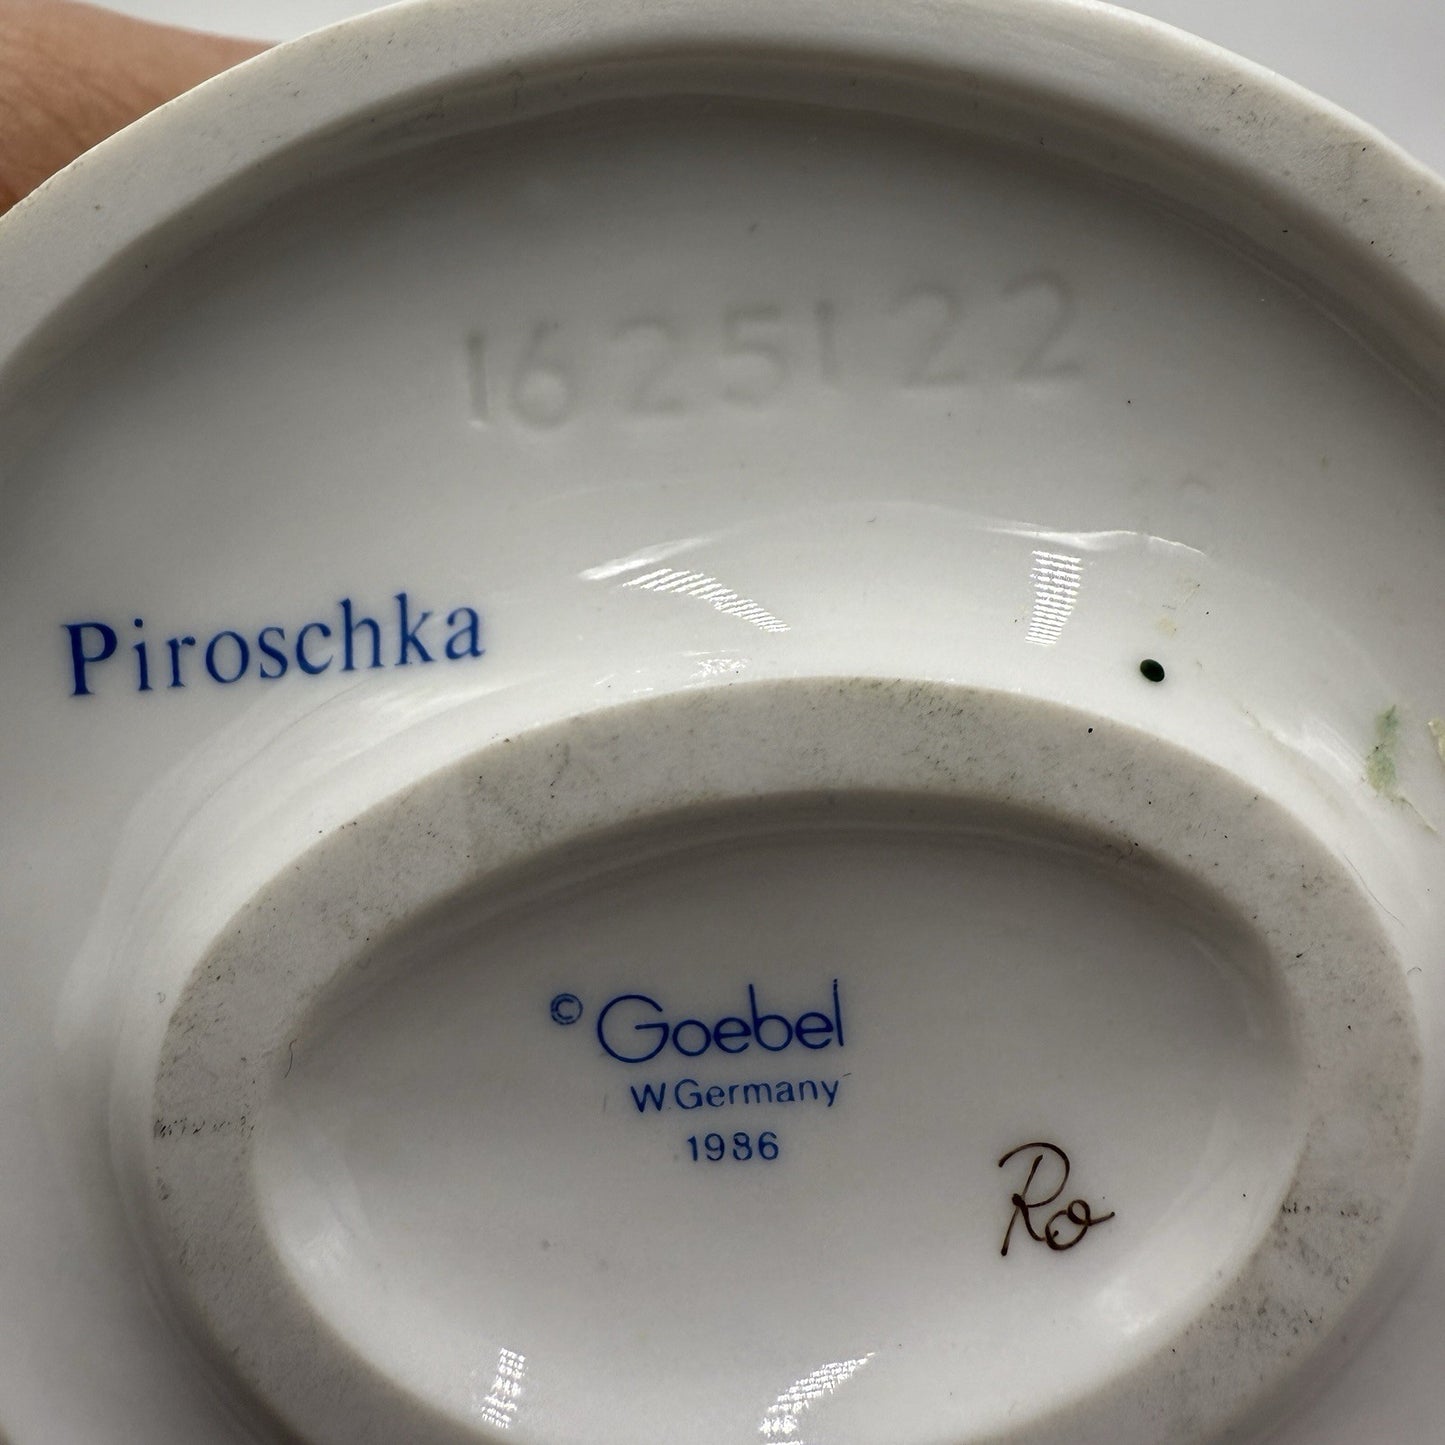 1625122
Piroschka
© Goebel
W.Germany
1986
Ro